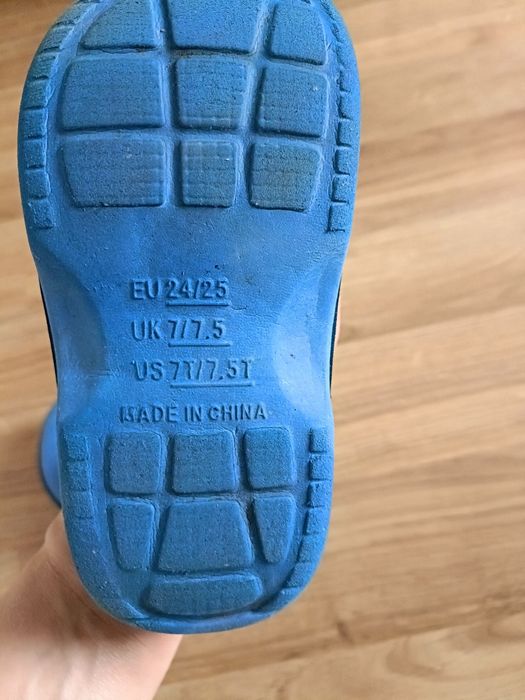 EU 24/25
UK 7/7.5
US 7T/7.5T
MADE IN CHINA